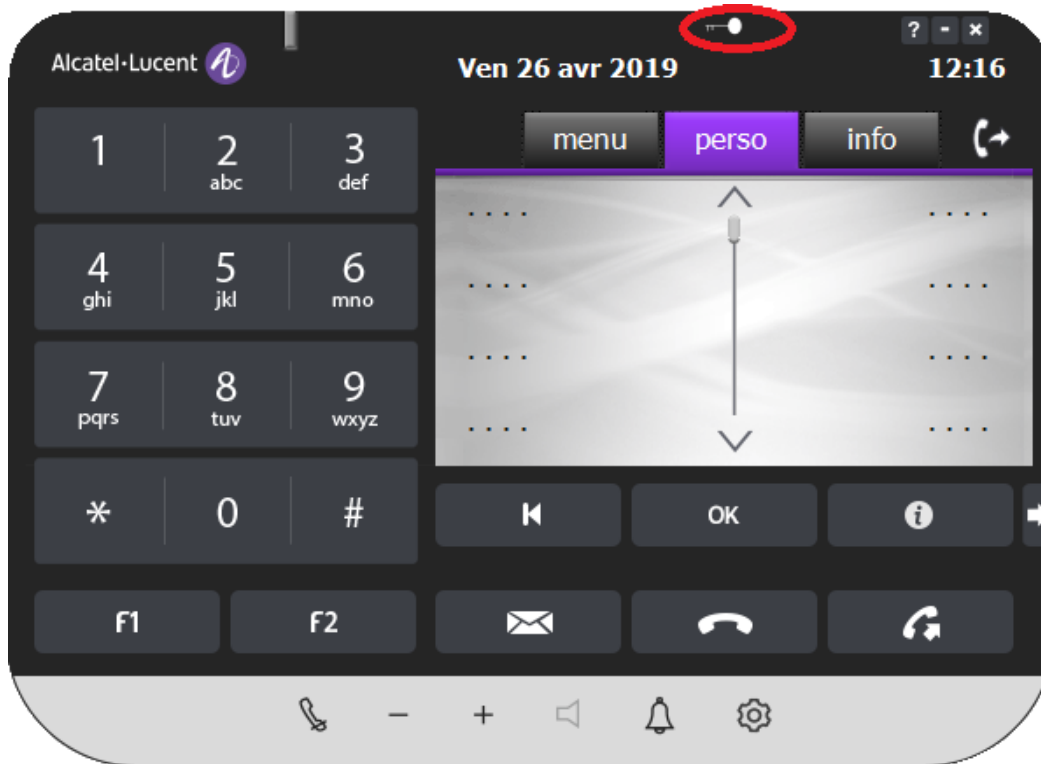 ? - ×
Alcatel·Lucent
Ven 26 avr 2019 12:16
menu perso info
1 2 3
abc def
. . . . . . . .
4 5 6
ghi jkl mno
. . . . . . . .
7 8 9
pqrs tuv wxyz
. . . . . . . .
. . . . . . . .
* 0 #
OK i
F1 F2
- +